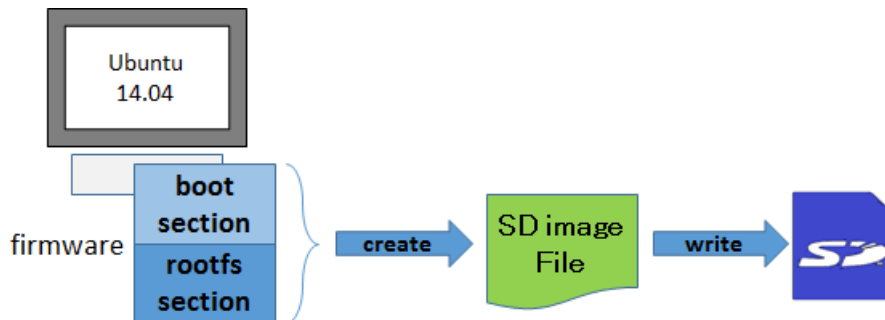 Ubuntu
14.04
boot
section
firmware
rootfs
section
create
SD image
File
write
SD